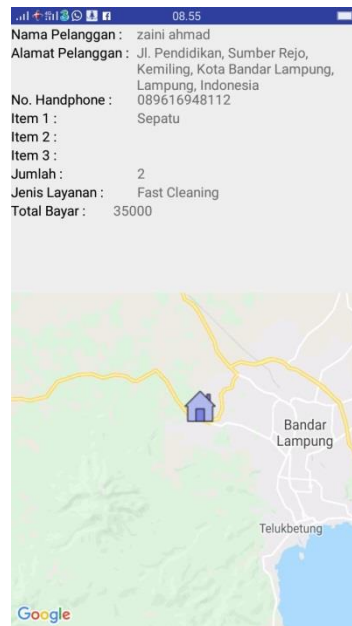 08.55
Nama Pelanggan : zaini ahmad
Alamat Pelanggan : Jl. Pendidikan, Sumber Rejo,
Kemiling, Kota Bandar Lampung,
Lampung, Indonesia
No. Handphone : 089616948112
Item 1 : Sepatu
Item 2 :
Item 3 :
Jumlah : 2
Jenis Layanan : Fast Cleaning
Total Bayar : 35000
Bandar
Lampung
Telukbetung
Google